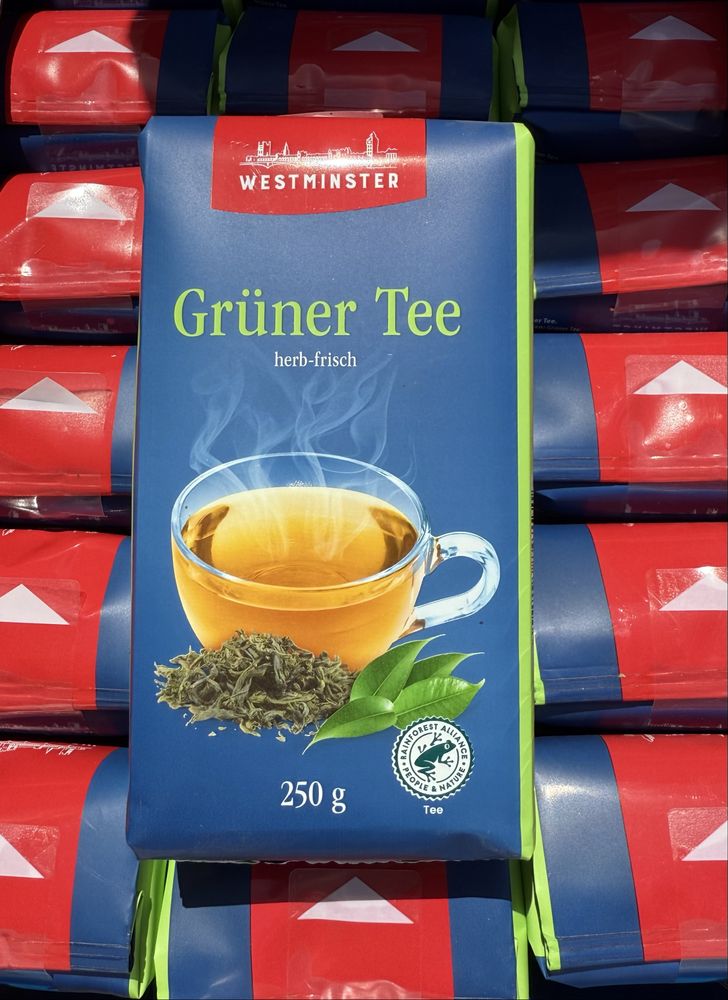 WESTMINSTER
Grüner Tee
herb-frisch
250 g
RAINFOREST ALLIANCE
PEOPLE & NATURE
Tee